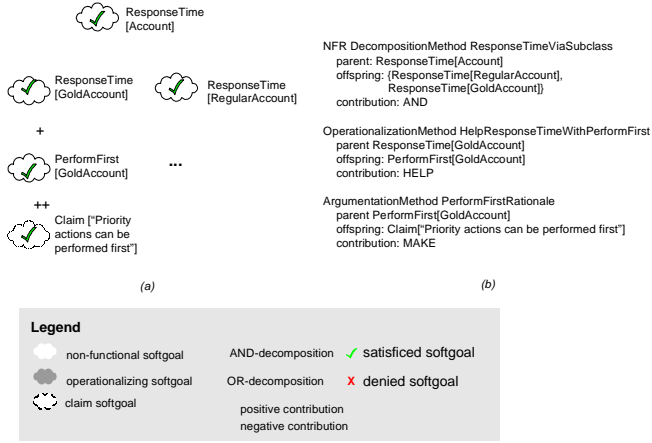 ResponseTime
[Account]
ResponseTime
[GoldAccount]
ResponseTime
[RegularAccount]
+
PerformFirst
[GoldAccount]
...
++
Claim ["Priority
actions can be
performed first"]
(a)
NFR DecompositionMethod ResponseTimeViaSubclass
parent: ResponseTime[Account]
offspring: {ResponseTime[RegularAccount],
ResponseTime[GoldAccount]}
contribution: AND
OperationalizationMethod HelpResponseTimeWithPerformFirst
parent ResponseTime[GoldAccount]
offspring: PerformFirst[GoldAccount]
contribution: HELP
ArgumentationMethod PerformFirstRationale
parent PerformFirst[GoldAccount]
offspring: Claim["Priority actions can be performed first"]
contribution: MAKE
(b)
Legend
non-functional softgoal
operationalizing softgoal
claim softgoal
AND-decomposition
OR-decomposition
positive contribution
negative contribution
satisficed softgoal
X denied softgoal